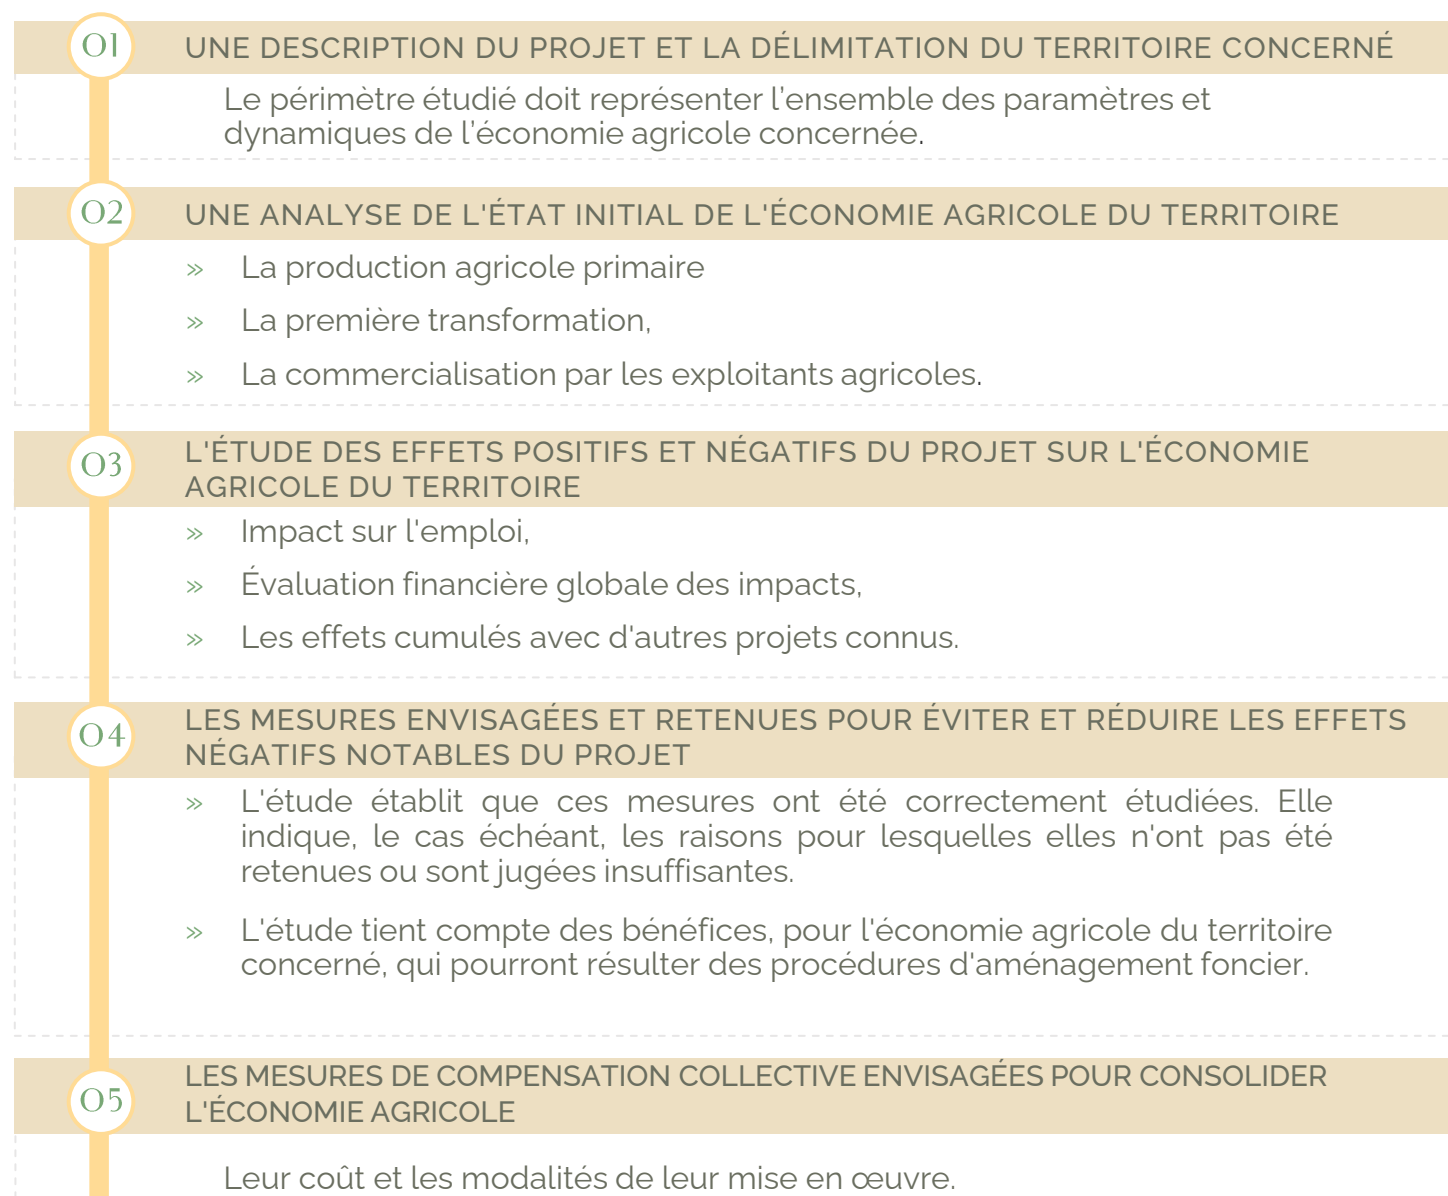 01
UNE DESCRIPTION DU PROJET ET LA DÉLIMITATION DU TERRITOIRE CONCERNÉ
Le périmètre étudié doit représenter l’ensemble des paramètres et
dynamiques de l’économie agricole concernée.
02
UNE ANALYSE DE L'ÉTAT INITIAL DE L'ÉCONOMIE AGRICOLE DU TERRITOIRE
» La production agricole primaire
» La première transformation,
» La commercialisation par les exploitants agricoles.
03
L'ÉTUDE DES EFFETS POSITIFS ET NÉGATIFS DU PROJET SUR L'ÉCONOMIE
AGRICOLE DU TERRITOIRE
» Impact sur l'emploi,
» Évaluation financière globale des impacts,
» Les effets cumulés avec d'autres projets connus.
04
LES MESURES ENVISAGÉES ET RETENUES POUR ÉVITER ET RÉDUIRE LES EFFETS
NÉGATIFS NOTABLES DU PROJET
» L'étude établit que ces mesures ont été correctement étudiées. Elle
indique, le cas échéant, les raisons pour lesquelles elles n'ont pas été
retenues ou sont jugées insuffisantes.
» L'étude tient compte des bénéfices, pour l'économie agricole du territoire
concerné, qui pourront résulter des procédures d'aménagement foncier.
05
LES MESURES DE COMPENSATION COLLECTIVE ENVISAGÉES POUR CONSOLIDER
L'ÉCONOMIE AGRICOLE
Leur coût et les modalités de leur mise en œuvre.